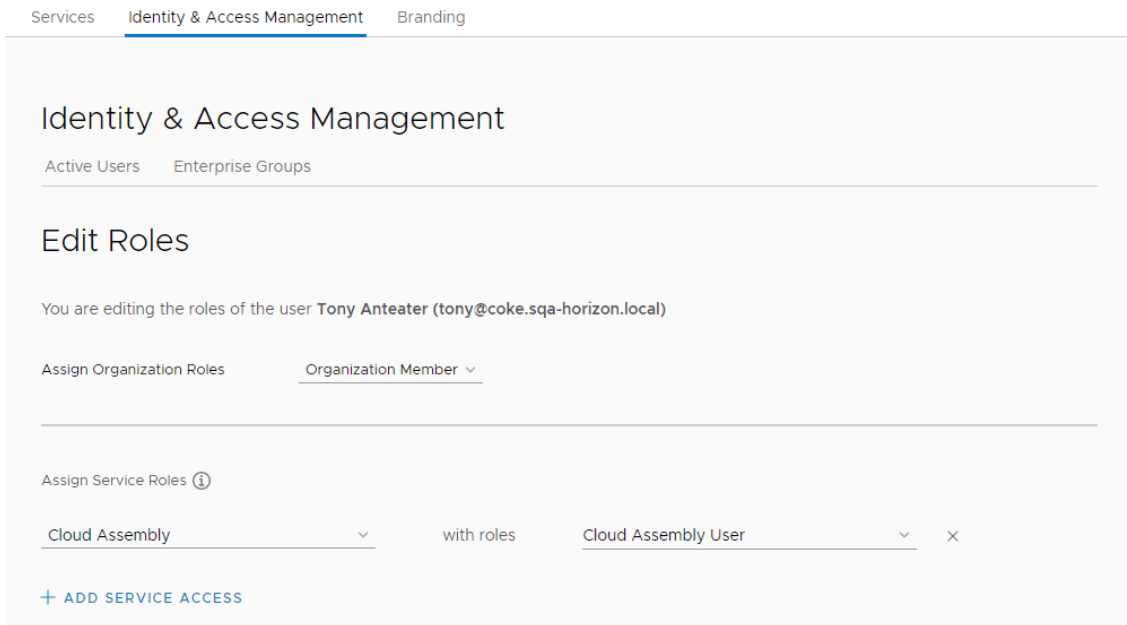 Services Identity & Access Management Branding
Identity & Access Management
Active Users Enterprise Groups
Edit Roles
You are editing the roles of the user Tony Anteater (tony@coke.sqa-horizon.local)
Assign Organization Roles Organization Member
Assign Service Roles
Cloud Assembly with roles Cloud Assembly User
+ ADD SERVICE ACCESS